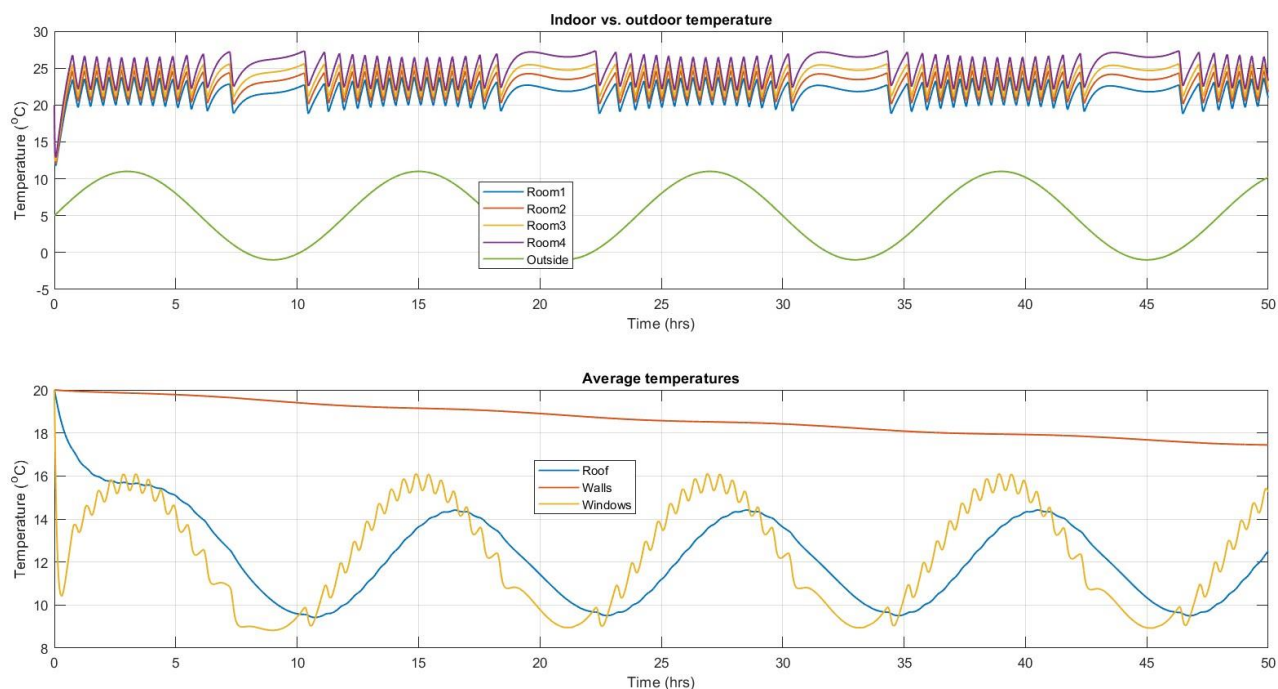 Indoor vs. outdoor temperature
Temperature (°C)
30
25
20
15
10
5
0
-5
Room1
Room2
Room3
Room4
Outside
0 5 10 15 20 25 30 35 40 45 50
Time (hrs)
Average temperatures
Temperature (°C)
20
18
16
14
12
10
8
Roof
Walls
Windows
0 5 10 15 20 25 30 35 40 45 50
Time (hrs)